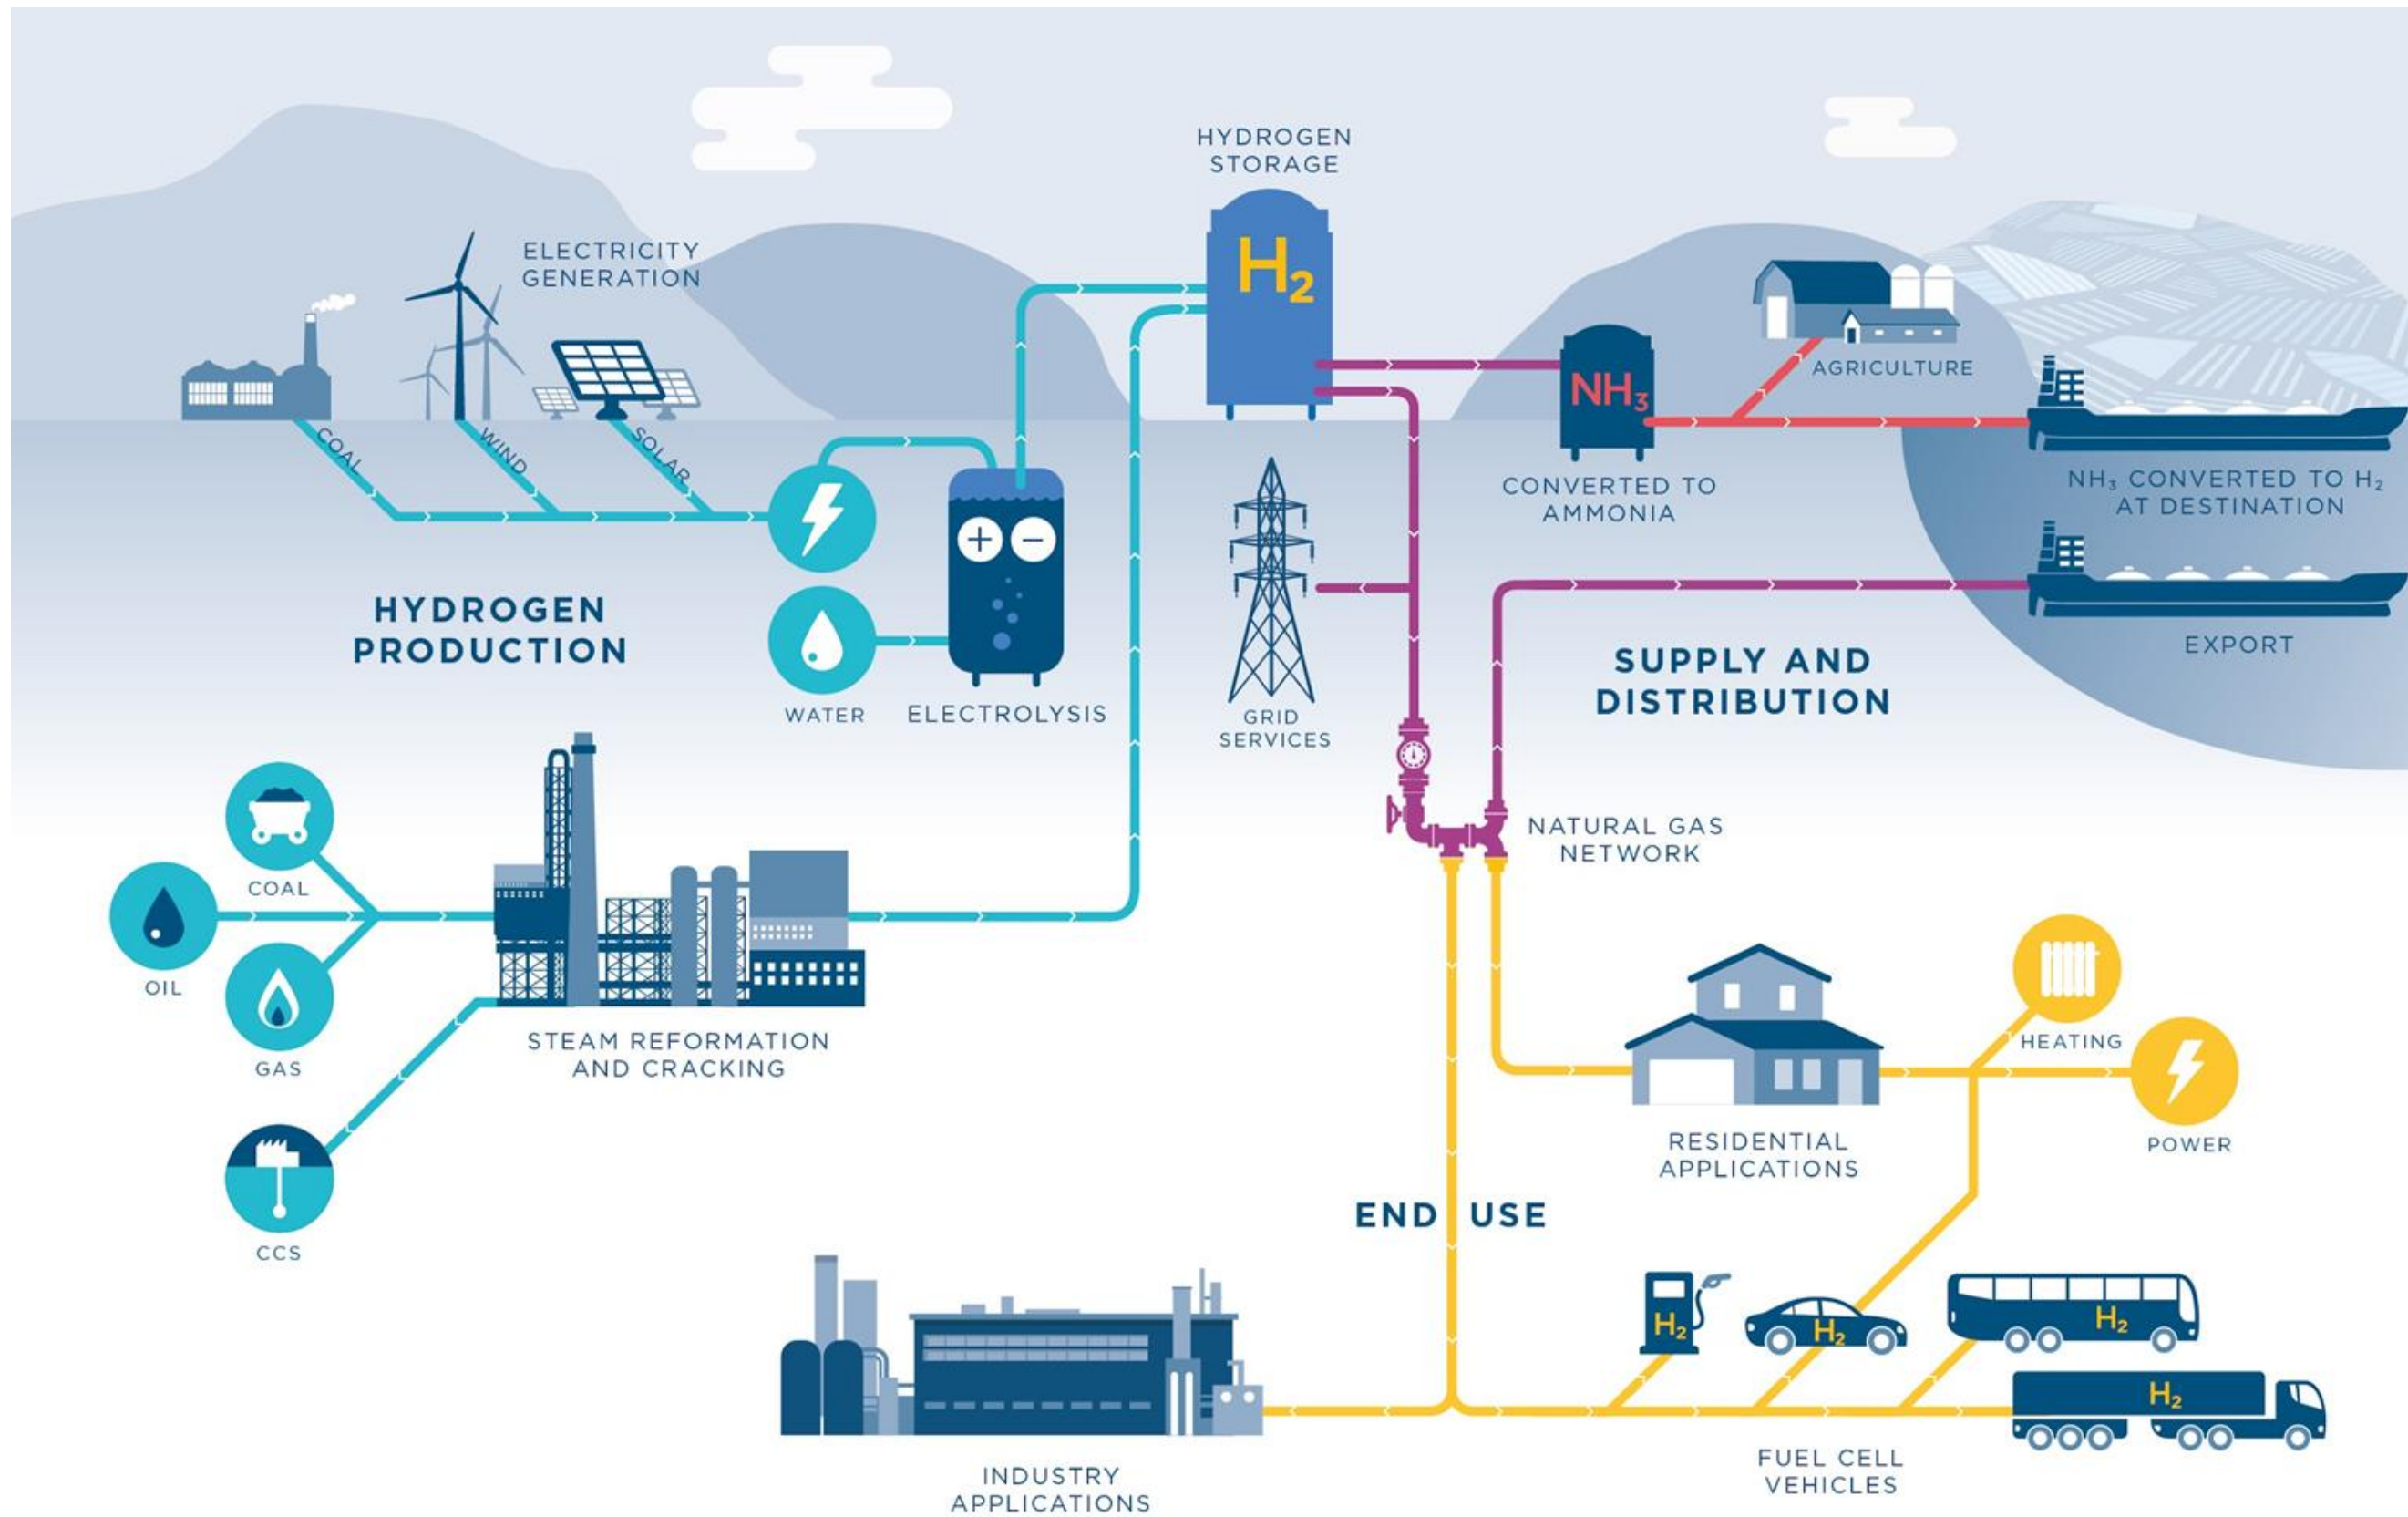 HYDROGEN
STORAGE
H₂
ELECTRICITY
GENERATION
COAL
WIND
SOLAR
AGRICULTURE
NH₃
CONVERTED TO
AMMONIA
NH₃ CONVERTED TO H₂
AT DESTINATION
+ −
HYDROGEN
PRODUCTION
WATER
ELECTROLYSIS
GRID
SERVICES
SUPPLY AND
DISTRIBUTION
EXPORT
NATURAL GAS
NETWORK
COAL
OIL
GAS
STEAM REFORMATION
AND CRACKING
CCS
HEATING
POWER
RESIDENTIAL
APPLICATIONS
END USE
H₂
H₂
H₂
H₂
FUEL CELL
VEHICLES
INDUSTRY
APPLICATIONS